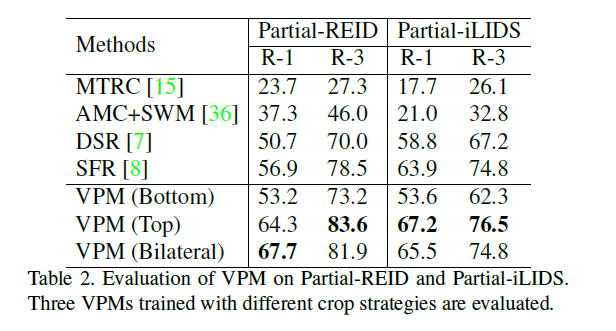 Methods Partial-REID Partial-iLIDS
R-1 R-3 R-1 R-3
MTRC [15] 23.7 27.3 17.7 26.1
AMC+SWM [36] 37.3 46.0 21.0 32.8
DSR [7] 50.7 70.0 58.8 67.2
SFR [8] 56.9 78.5 63.9 74.8
VPM (Bottom) 53.2 73.2 53.6 62.3
VPM (Top) 64.3 83.6 67.2 76.5
VPM (Bilateral) 67.7 81.9 65.5 74.8
Table 2. Evaluation of VPM on Partial-REID and Partial-iLIDS.
Three VPMs trained with different crop strategies are evaluated.